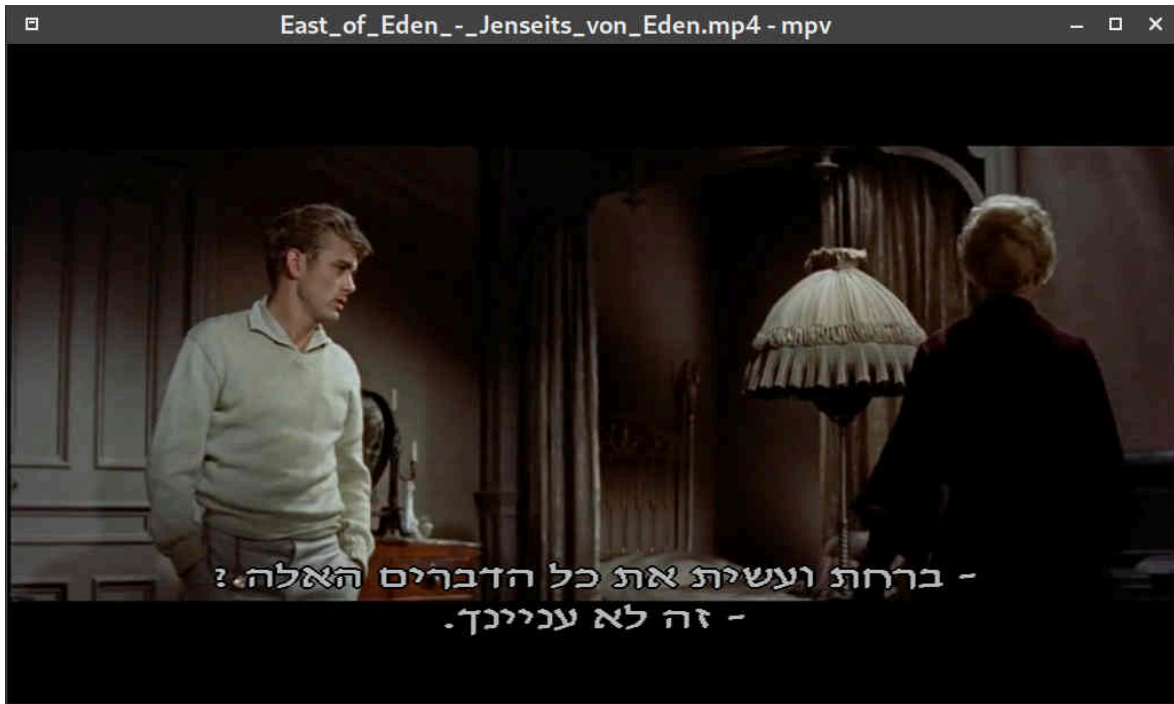 East_of_Eden_-_Jenseits_von_Eden.mp4 - mpv
- ברחת ועשית את כל הדברים האלה ?
- זה לא עניינך.